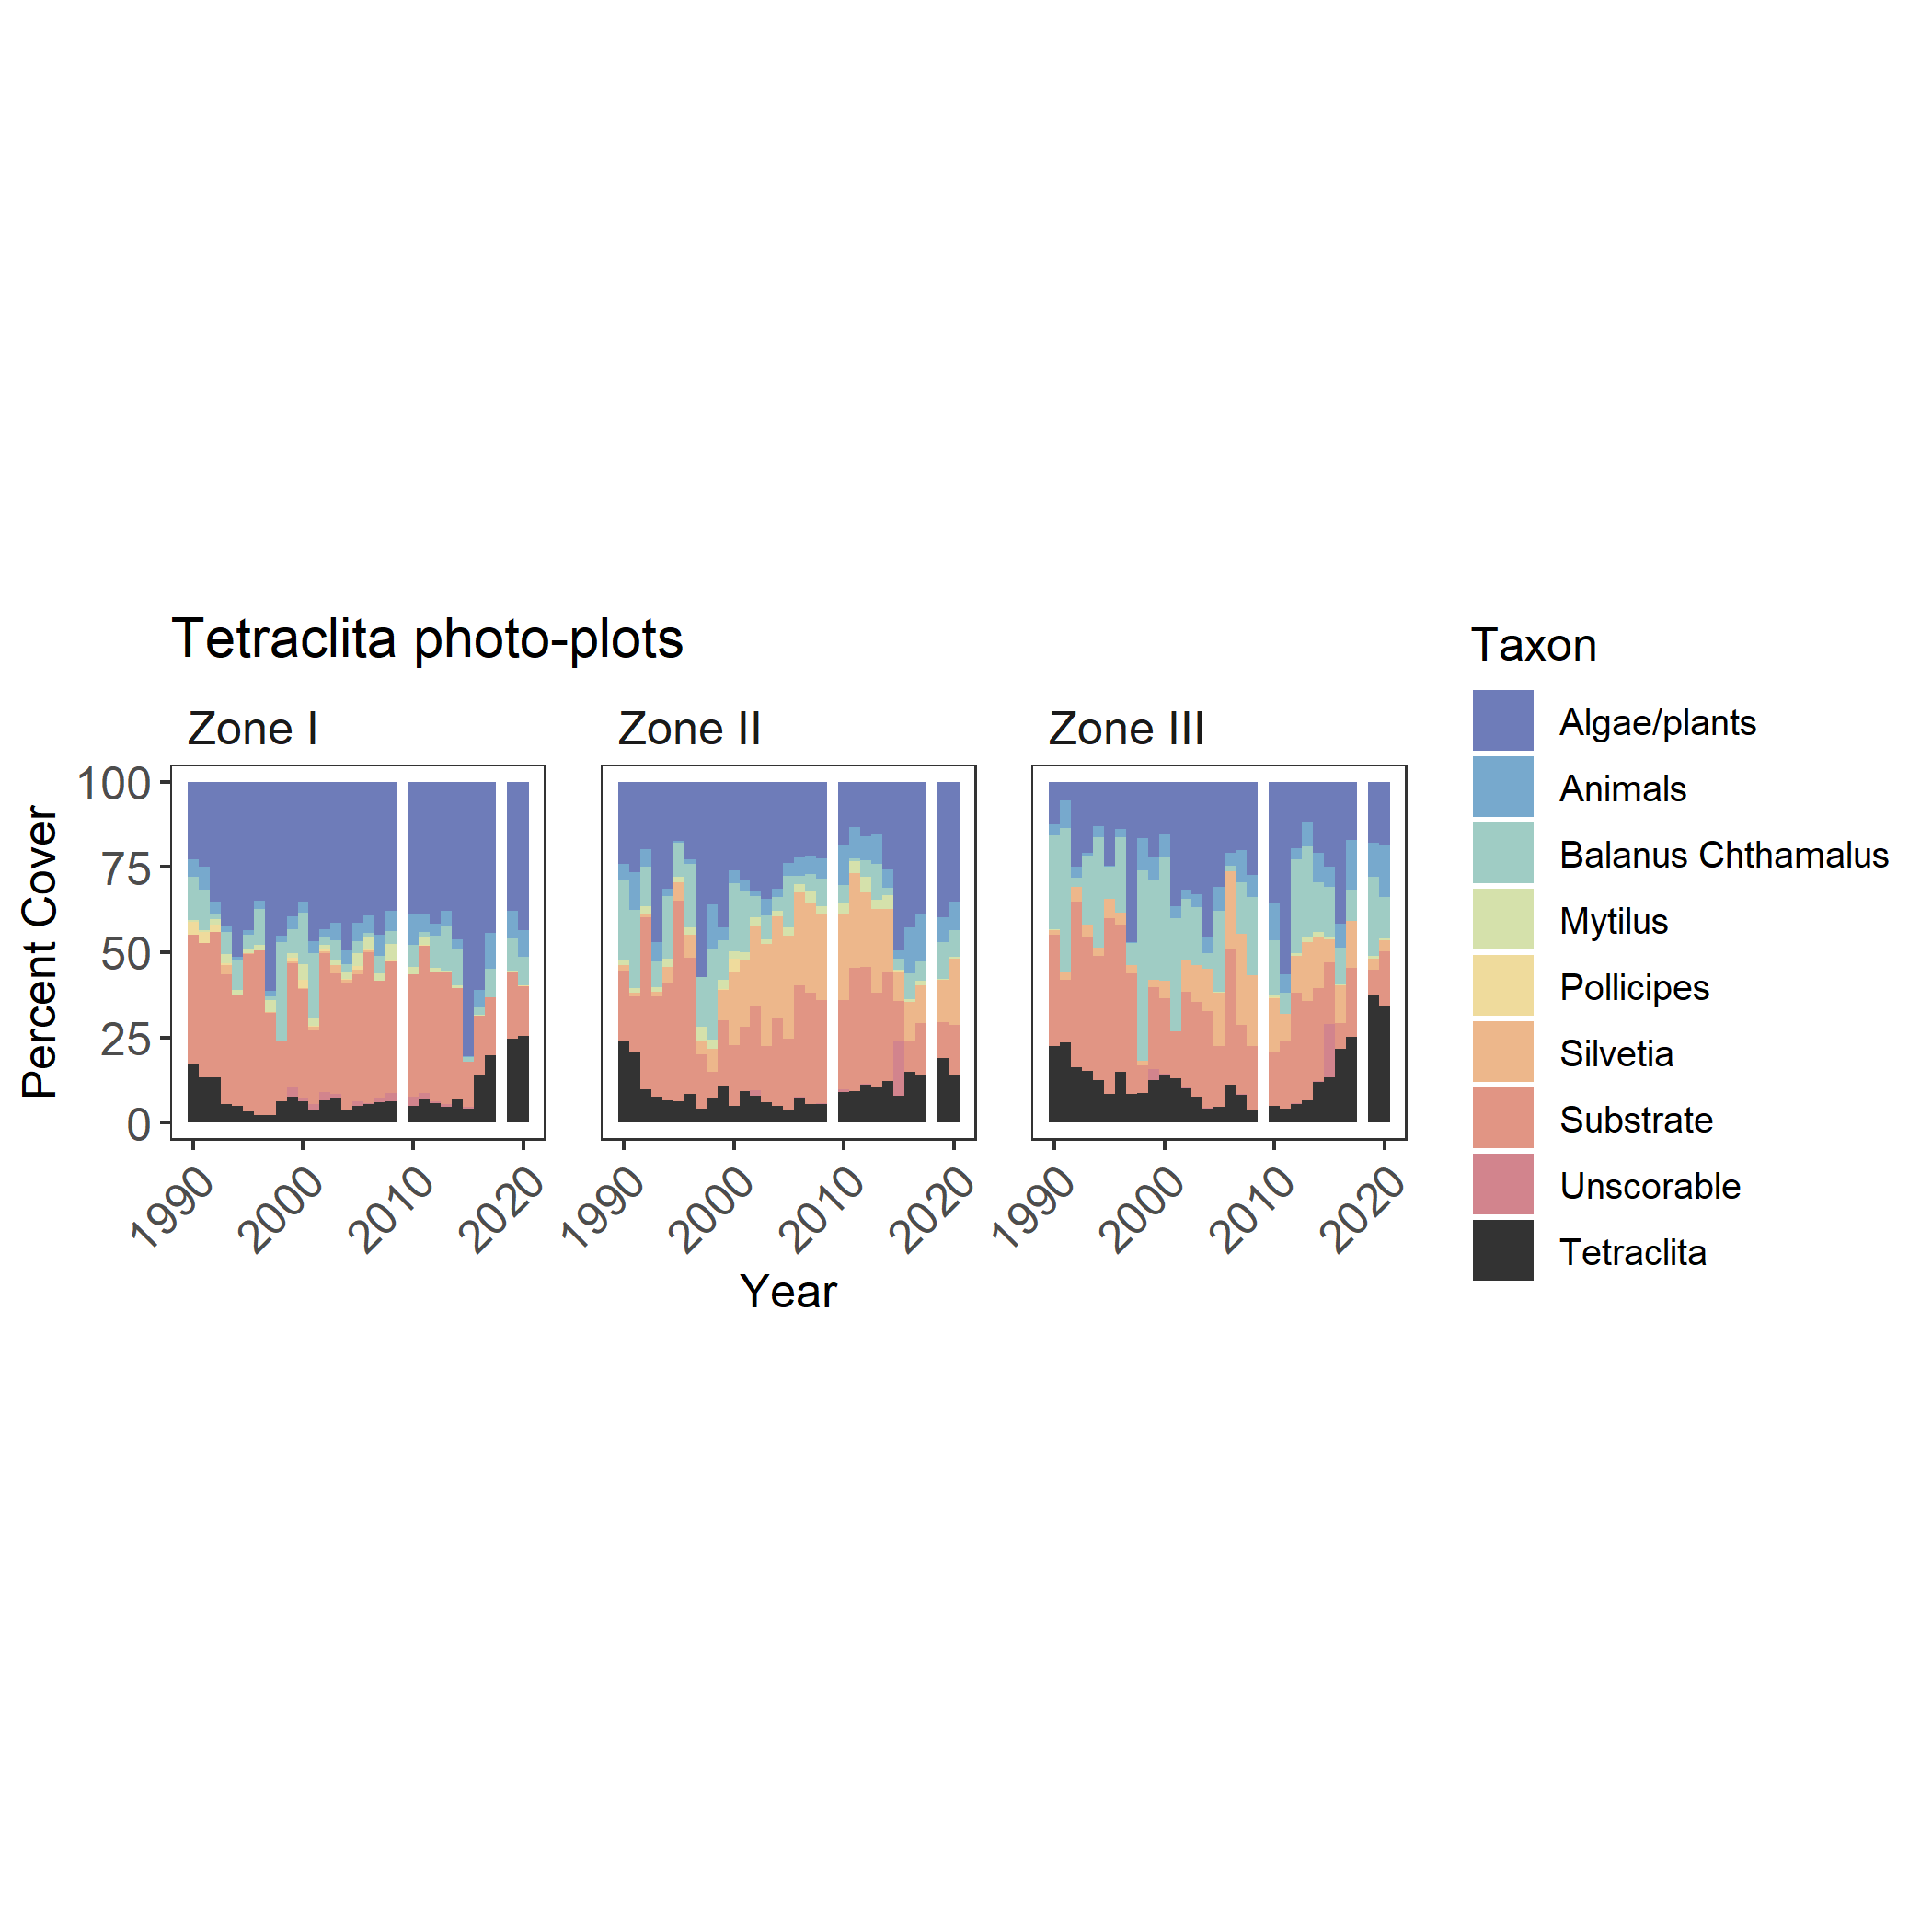 Tetraclita photo-plots
Zone I
Zone II
Zone III
Percent Cover
100
75
50
25
0
1990
2000
2010
2020
1990
2000
2010
2020
1990
2000
2010
2020
Year
Taxon
Algae/plants
Animals
Balanus Chthamalus
Mytilus
Pollicipes
Silvetia
Substrate
Unscorable
Tetraclita